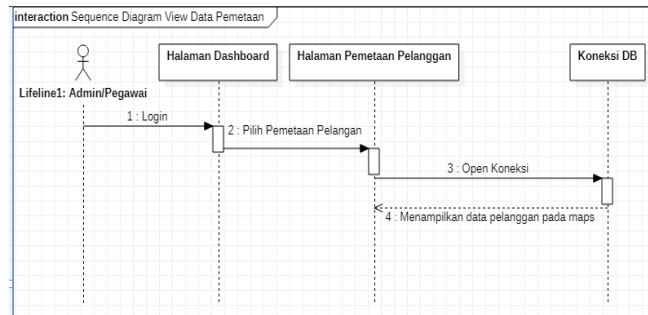 interaction Sequence Diagram View Data Pemetaan
Halaman Dashboard
Halaman Pemetaan Pelanggan
Koneksi DB
Lifeline1: Admin/Pegawai
1 : Login
2 : Pilih Pemetaan Pelangan
3 : Open Koneksi
4 : Menampilkan data pelanggan pada maps